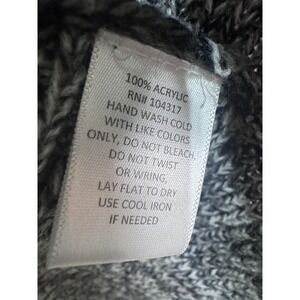 100% ACRYLIC
RN# 104317
HAND WASH COLD
WITH LIKE COLORS
ONLY, DO NOT BLEACH,
DO NOT TWIST
OR WRING,
LAY FLAT TO DRY
USE COOL IRON
IF NEEDED